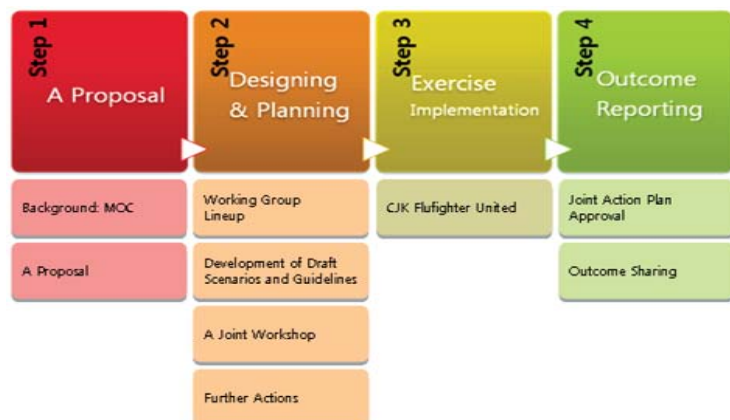 Step 1
A Proposal
Background: MOC
A Proposal
Step 2
Designing
& Planning
Working Group
Lineup
Development of Draft
Scenarios and Guidelines
A Joint Workshop
Further Actions
Step 3
Exercise
Implementation
CJK Flufighter United
Step 4
Outcome
Reporting
Joint Action Plan
Approval
Outcome Sharing